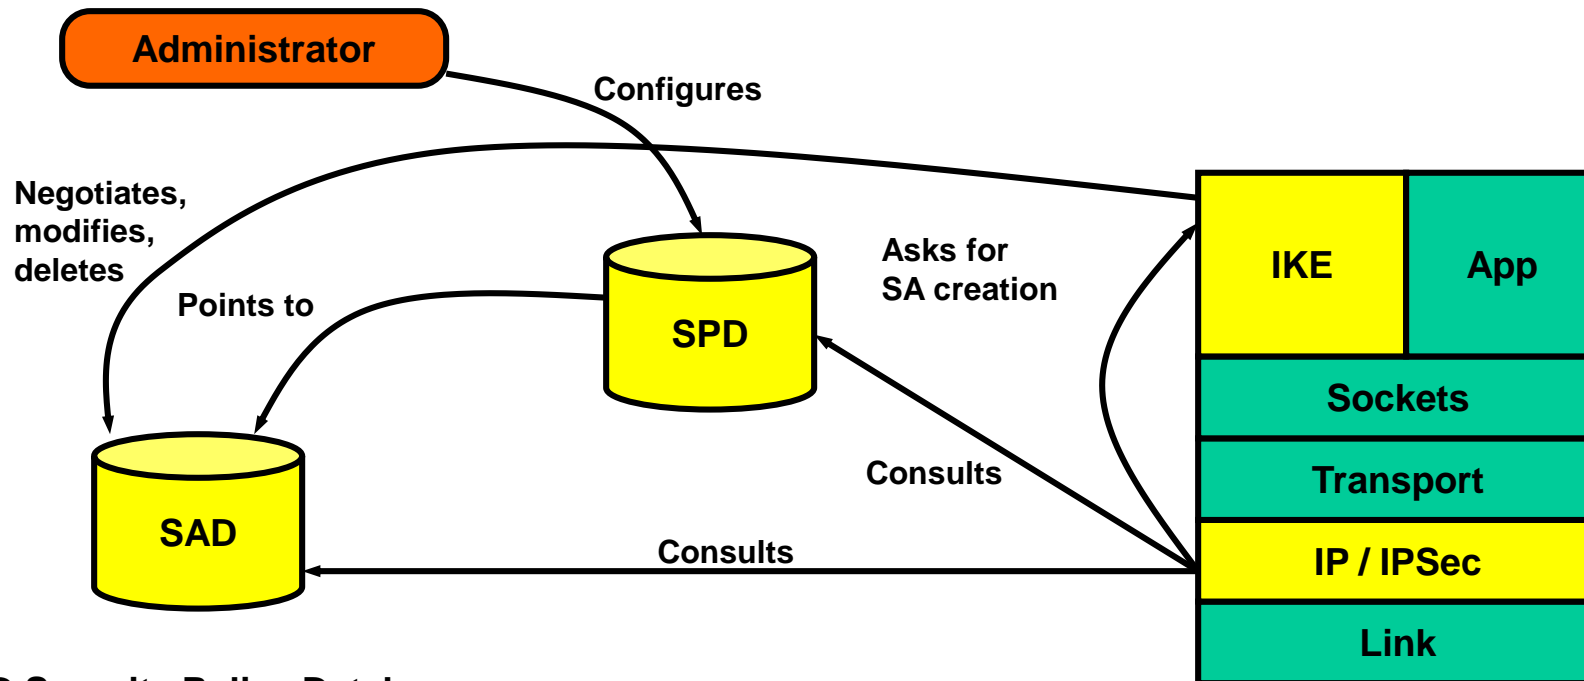 Administrator
Configures
Negotiates,
modifies,
deletes
Points to
SPD
Asks for
SA creation
IKE
App
Sockets
Consults
Transport
SAD
Consults
IP / IPSec
Link